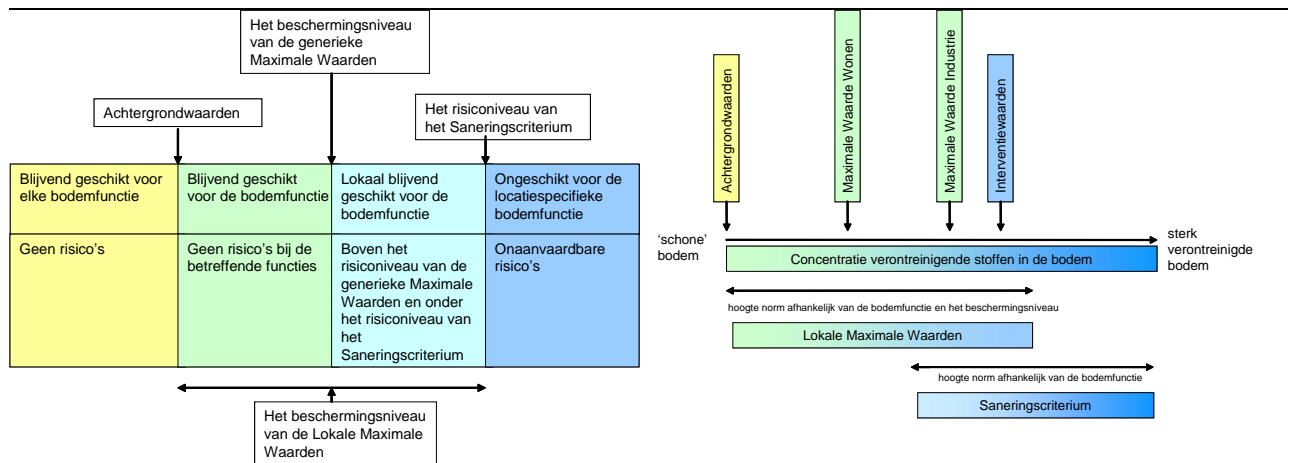 Het beschermingsniveau
van de generieke
Maximale Waarden
Achtergrondwaarden
Het risiconiveau van
het Saneringscriterium
Blijvend geschikt voor
elke bodemfunctie
Blijvend geschikt
voor de bodemfunctie
Lokaal blijvend
geschikt voor de
bodemfunctie
Ongeschikt voor de
locatiespecifieke
bodemfunctie
Geen risico's
Geen risico's bij de
betreffende functies
Boven het
risiconiveau van de
generieke Maximale
Waarden en onder
het risiconiveau van
het
Saneringscriterium
Onaanvaardbare
risico's
Het beschermingsniveau
van de Lokale Maximale
Waarden
Achtergrondwaarden
Maximale Waarde Wonen
Maximale Waarde Industrie
Interventiewaarden
'schone'
bodem
sterk
verontreinigde
bodem
Concentratie verontreinigende stoffen in de bodem
hoogte norm afhankelijk van de bodemfunctie en het beschermingsniveau
Lokale Maximale Waarden
hoogte norm afhankelijk van de bodemfunctie
Saneringscriterium